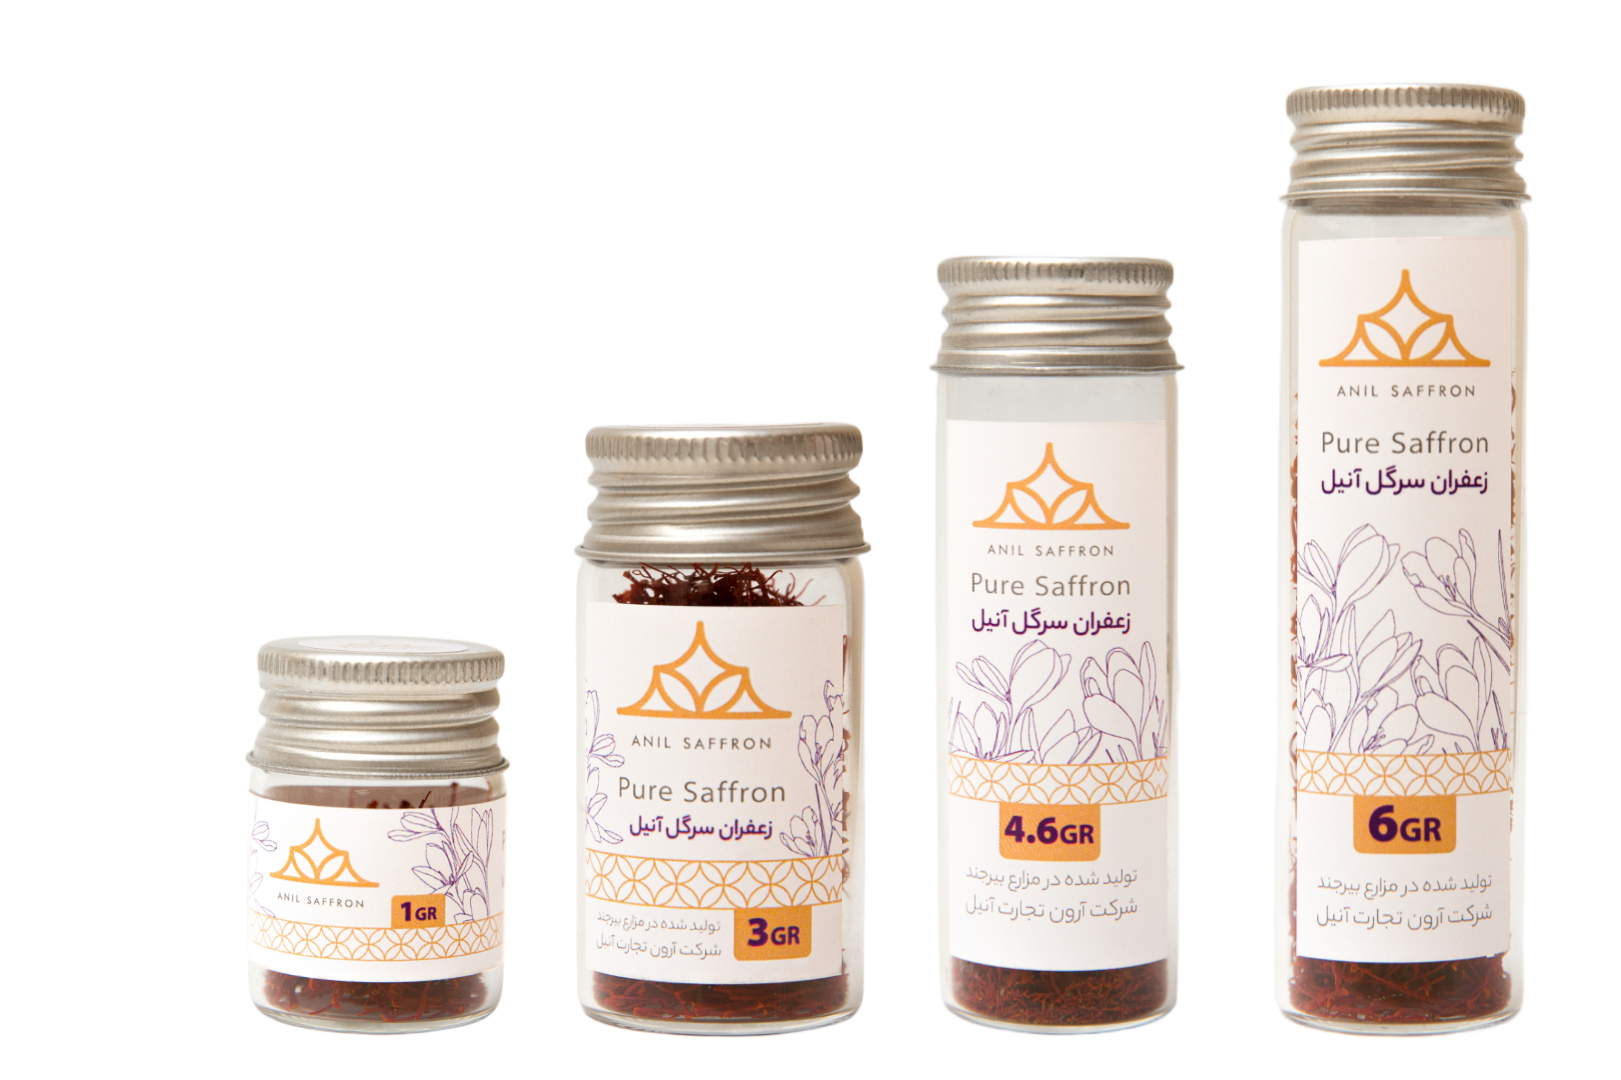 ANIL SAFFRON
1GR
ANIL SAFFRON
Pure Saffron
زعفران سرگل آنیل
تولید شده در مزارع بیرجند
شرکت آرون تجارت آنیل
3GR
ANIL SAFFRON
Pure Saffron
زعفران سرگل آنیل
4.6GR
تولید شده در مزارع بیرجند
شرکت آرون تجارت آنیل
ANIL SAFFRON
Pure Saffron
زعفران سرگل آنیل
6GR
تولید شده در مزارع بیرجند
شرکت آرون تجارت آنیل